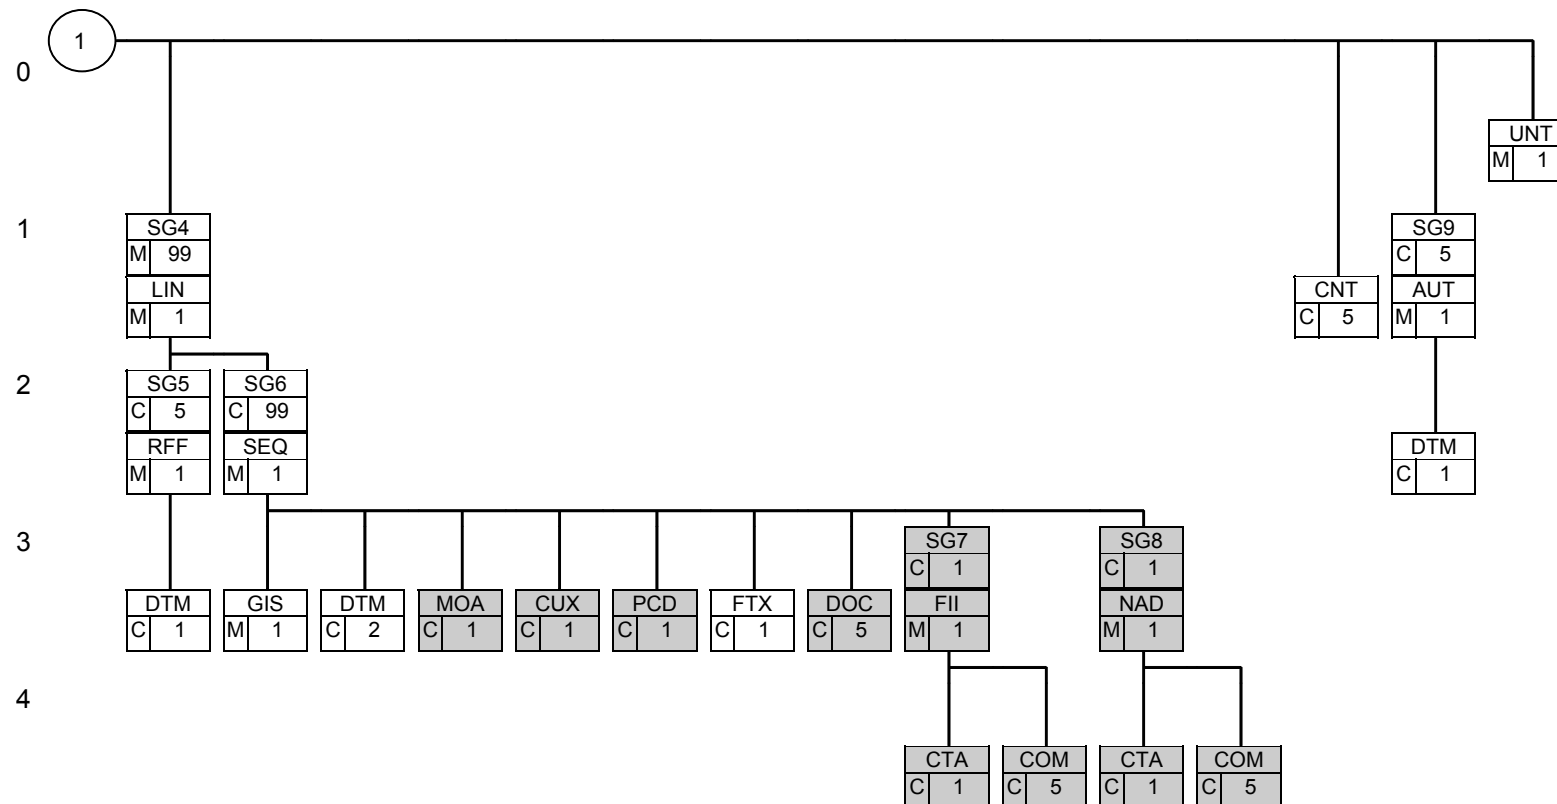 1
0
UNT
M 1
1
SG4 SG9
M 99 C 5
LIN CNT AUT
M 1 C 5 M 1
2
SG5 SG6
C 5 C 99
RFF SEQ DTM
M 1 M 1 C 1
3
SG7 SG8
C 1 C 1
DTM GIS DTM MOA CUX PCD FTX DOC FII NAD
C 1 M 1 C 2 C 1 C 1 C 1 C 1 C 5 M 1 M 1
4
CTA COM CTA COM
C 1 C 5 C 1 C 5